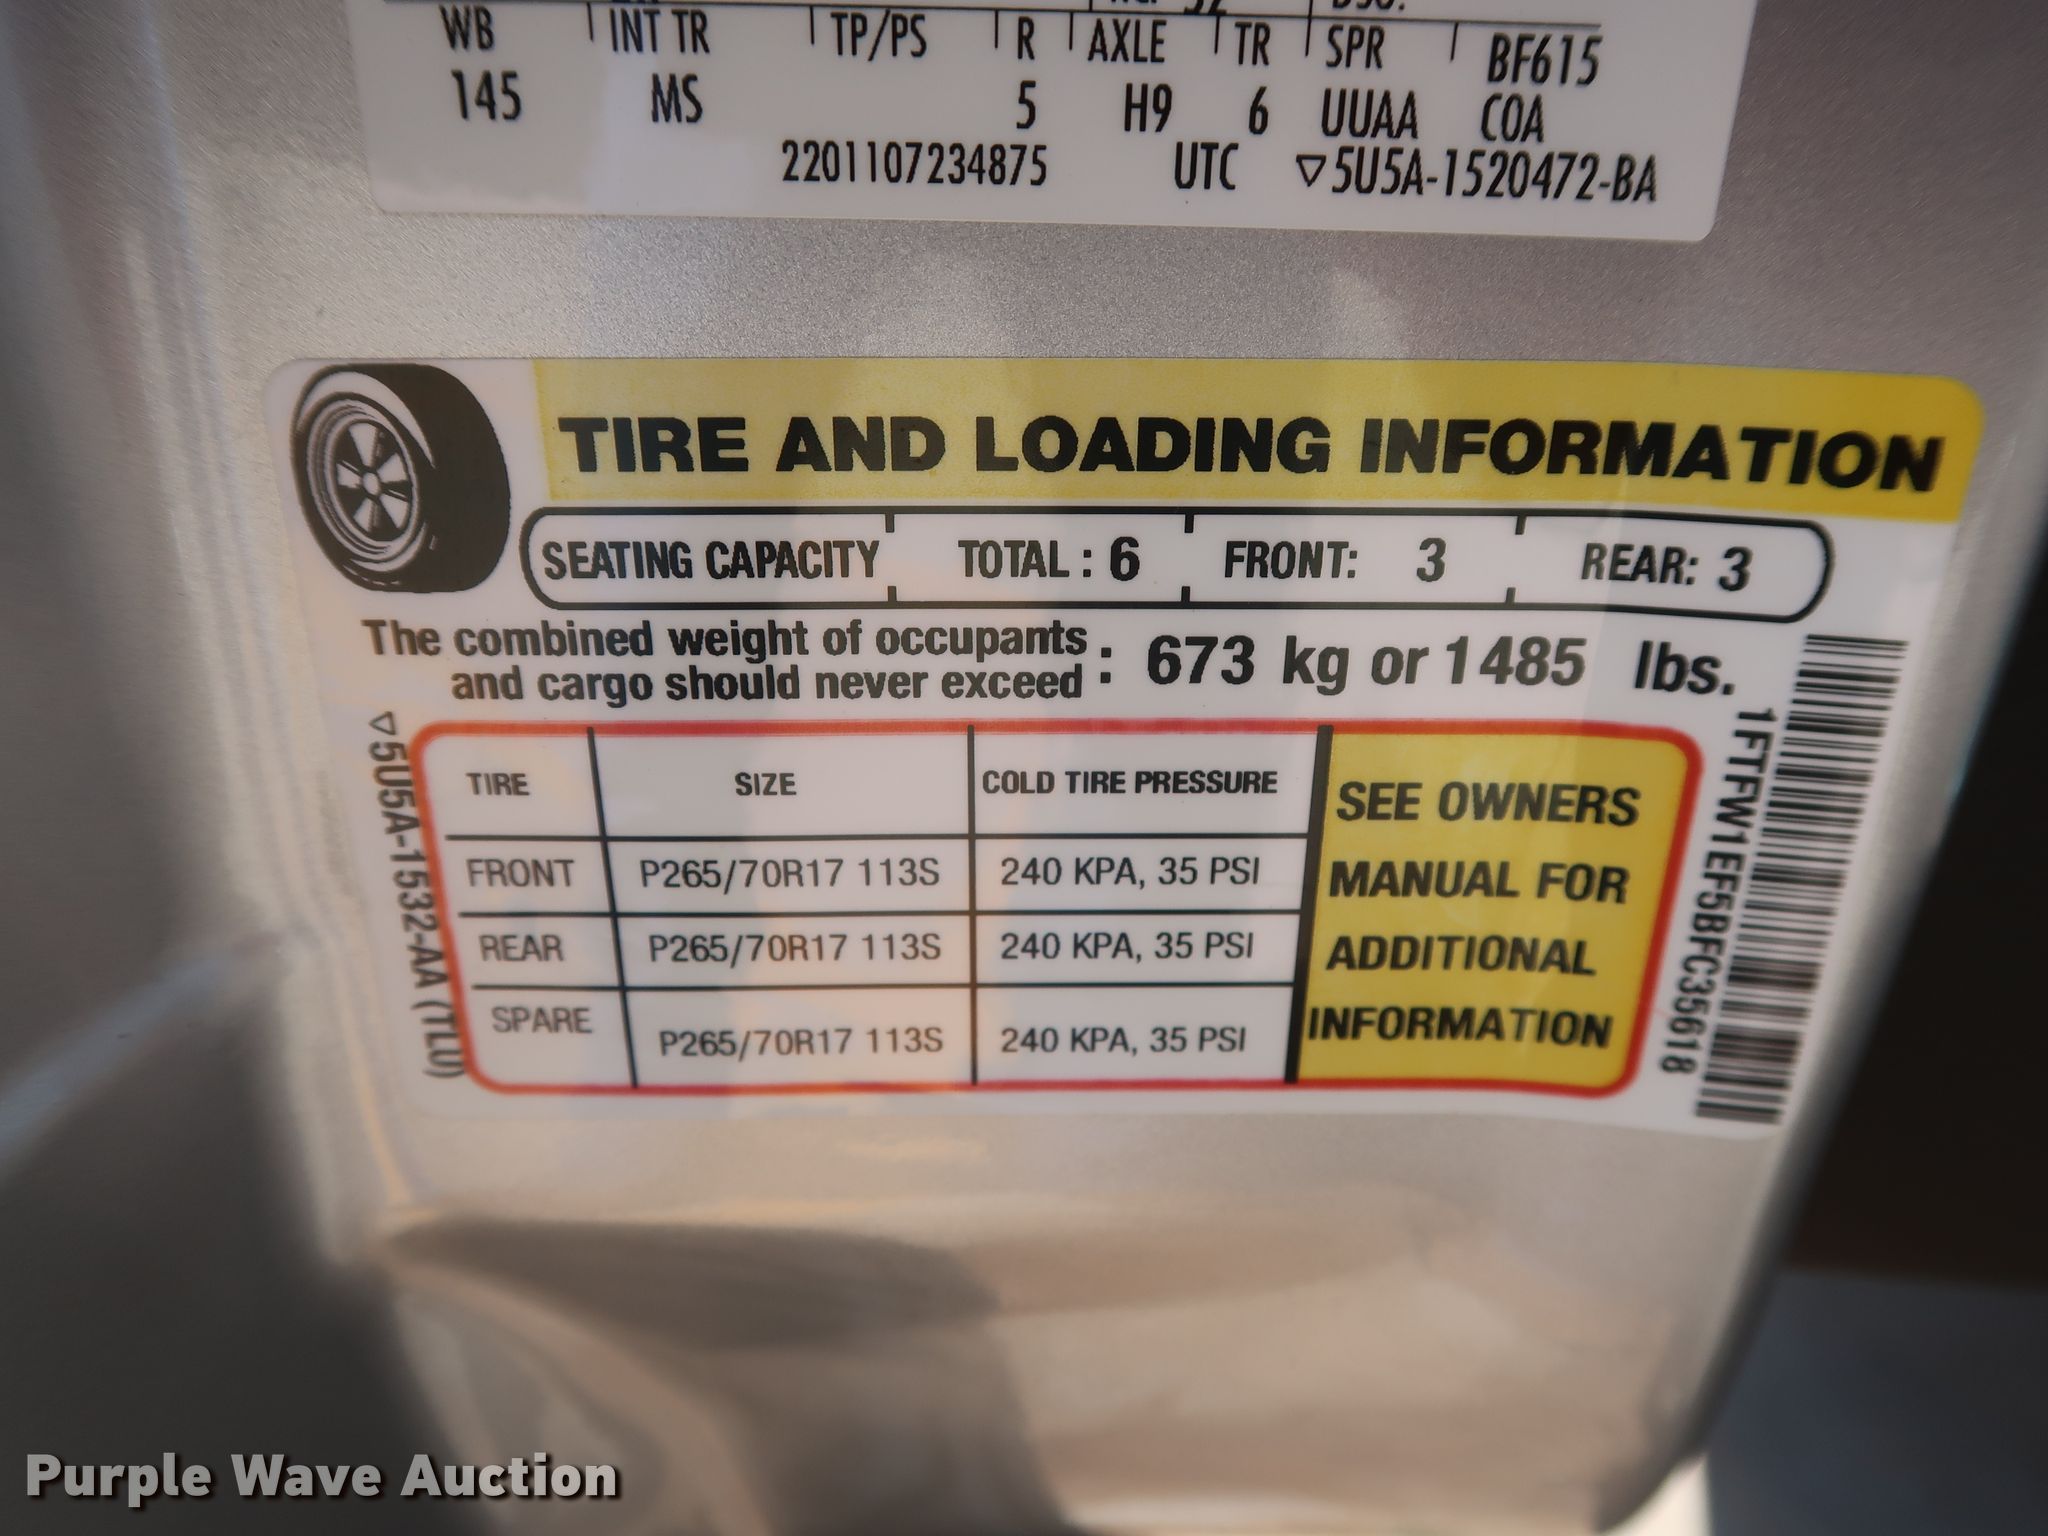 WB INT TR TP/PS R AXLE TR SPR BF615
145 MS 5 H9 6 UUAA COA
2201107234875 UTC ▽5U5A-1520472-BA
TIRE AND LOADING INFORMATION
SEATING CAPACITY TOTAL : 6 FRONT: 3 REAR: 3
The combined weight of occupants
and cargo should never exceed : 673 kg or 1485 lbs.
▽5U5A-1532-AA (TLU)
TIRE SIZE COLD TIRE PRESSURE
FRONT P265/70R17 113S 240 KPA, 35 PSI
REAR P265/70R17 113S 240 KPA, 35 PSI
SPARE P265/70R17 113S 240 KPA, 35 PSI
SEE OWNERS
MANUAL FOR
ADDITIONAL
INFORMATION
1FTFW1EF5BFC35618
Purple Wave Auction